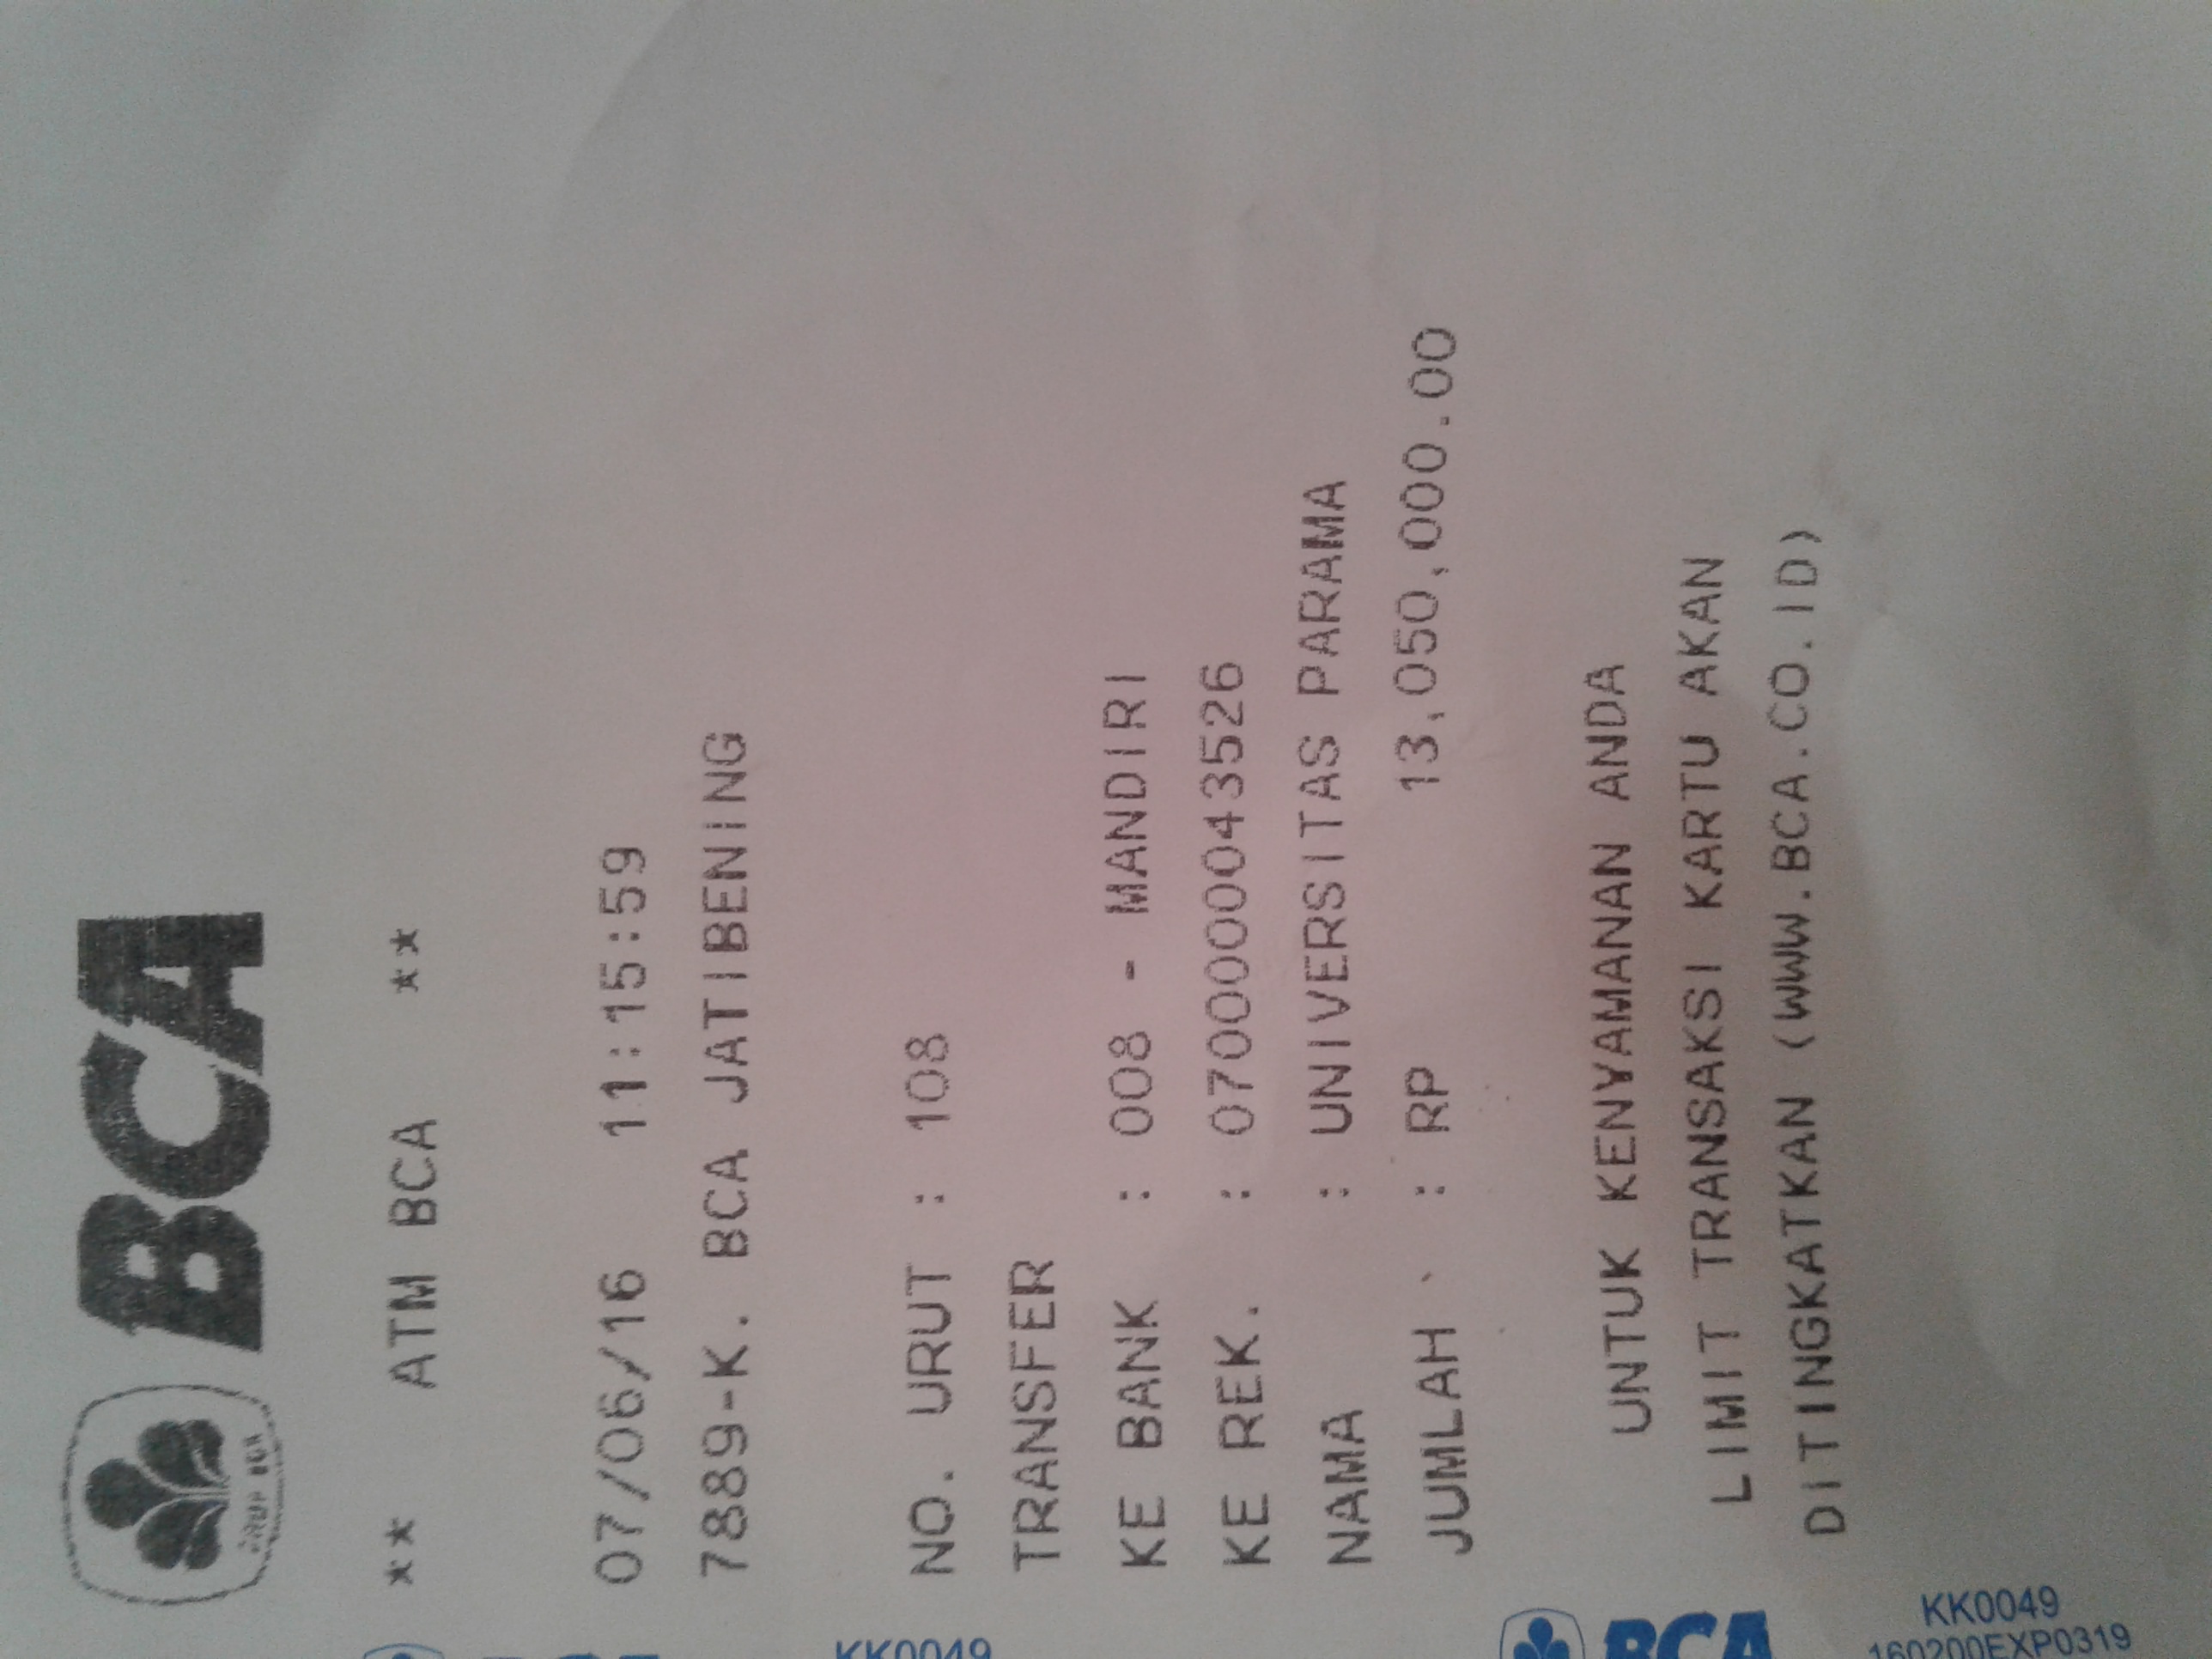 BCA
** ATM BCA **
07/06/16 11:15:59
7889-K. BCA JATIBENING
NO. URUT : 108
TRANSFER
KE BANK : 008 - MANDIRI
KE REK. : 0700000043526
NAMA : UNIVERSITAS PARAMA
JUMLAH : RP 13,050,000.00
UNTUK KENYAMANAN ANDA
LIMIT TRANSAKSI KARTU AKAN
DITINGKATKAN (WWW.BCA.CO.ID)
KK0049
BCA
KK0049
160200EXP0319